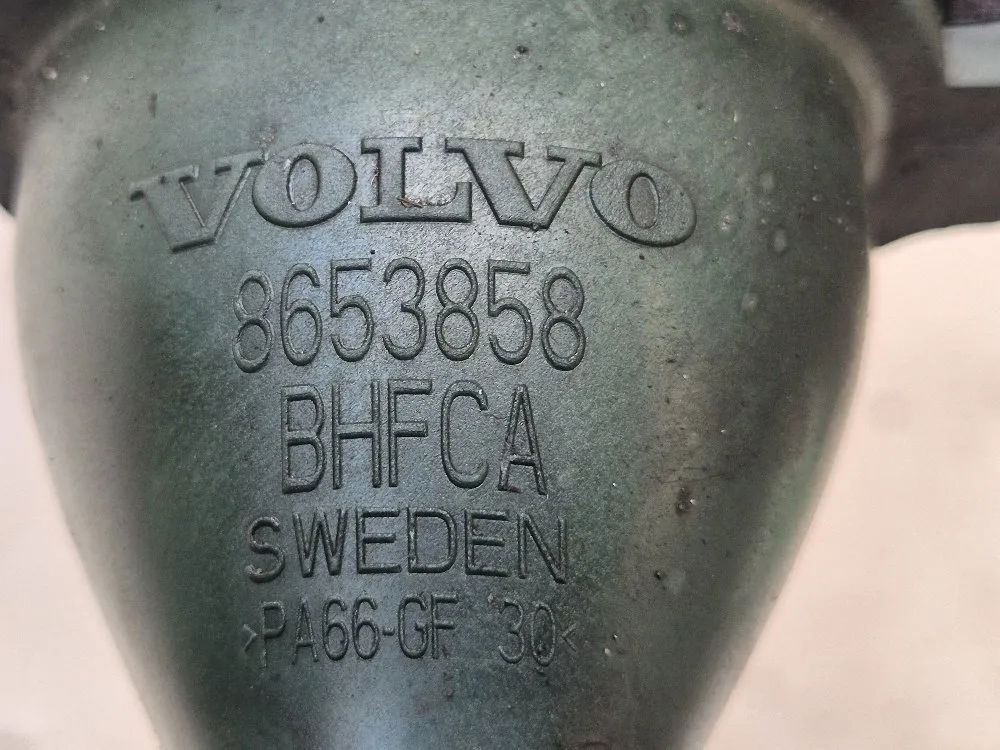 VOLVO
8653858
BHFCA
SWEDEN
>PA66-GF 30<